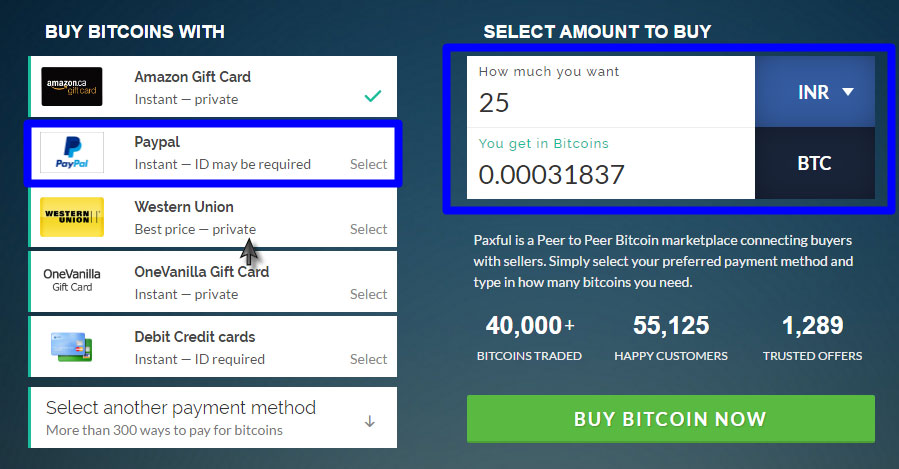 BUY BITCOINS WITH
Amazon Gift Card
Instant — private
amazon.ca
gift card
Paypal
Instant — ID may be required
Select
PayPal
Western Union
Best price — private
Select
WESTERN
UNION
OneVanilla Gift Card
Instant — private
Select
OneVanilla
Gift Card
Debit Credit cards
Instant — ID required
Select
Select another payment method
More than 300 ways to pay for bitcoins
SELECT AMOUNT TO BUY
How much you want
25
INR
You get in Bitcoins
0.00031837
BTC
Paxful is a Peer to Peer Bitcoin marketplace connecting buyers
with sellers. Simply select your preferred payment method and
type in how many bitcoins you need.
40,000+
BITCOINS TRADED
55,125
HAPPY CUSTOMERS
1,289
TRUSTED OFFERS
BUY BITCOIN NOW